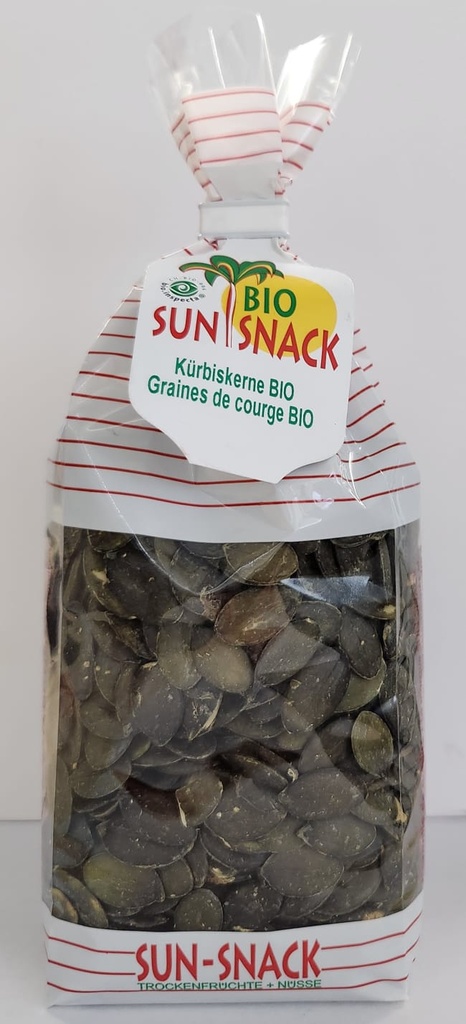 bio.inspecta®
BIO
SUN SNACK
Kürbiskerne BIO
Graines de courge BIO
SUN-SNACK
TROCKENFRÜCHTE + NÜSSE